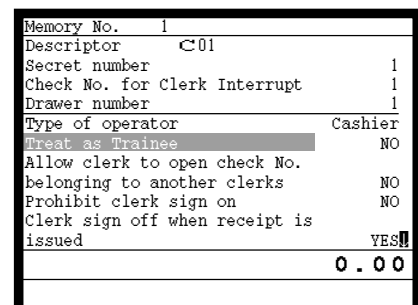 Memory No. 1
Descriptor C01
Secret number 1
Check No. for Clerk Interrupt 1
Drawer number 1
Type of operator Cashier
Treat as Trainee NO
Allow clerk to open check No.
belonging to another clerks NO
Prohibit clerk sign on NO
Clerk sign off when receipt is
issued YES
0.00